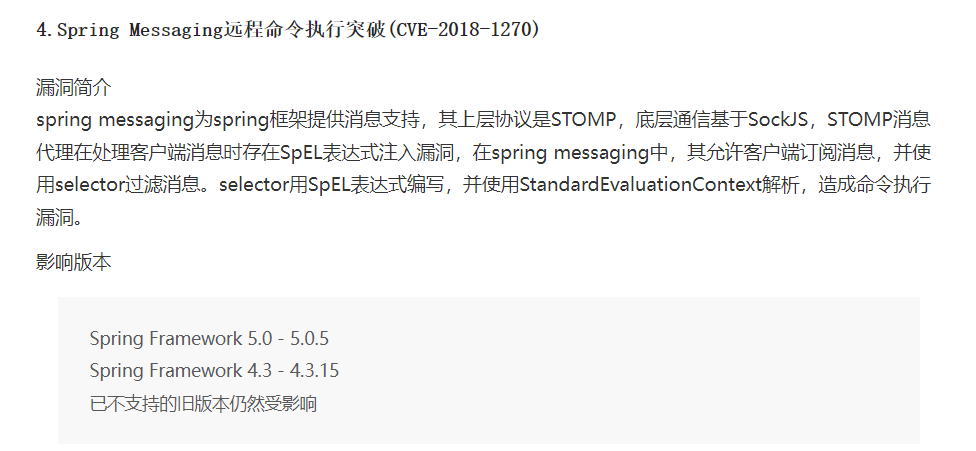 4.Spring Messaging远程命令执行突破(CVE-2018-1270)
漏洞简介
spring messaging为spring框架提供消息支持，其上层协议是STOMP，底层通信基于SockJS，STOMP消息
代理在处理客户端消息时存在SpEL表达式注入漏洞，在spring messaging中，其允许客户端订阅消息，并使
用selector过滤消息。selector用SpEL表达式编写，并使用StandardEvaluationContext解析，造成命令执行
漏洞。
影响版本
Spring Framework 5.0 - 5.0.5
Spring Framework 4.3 - 4.3.15
已不支持的旧版本仍然受影响